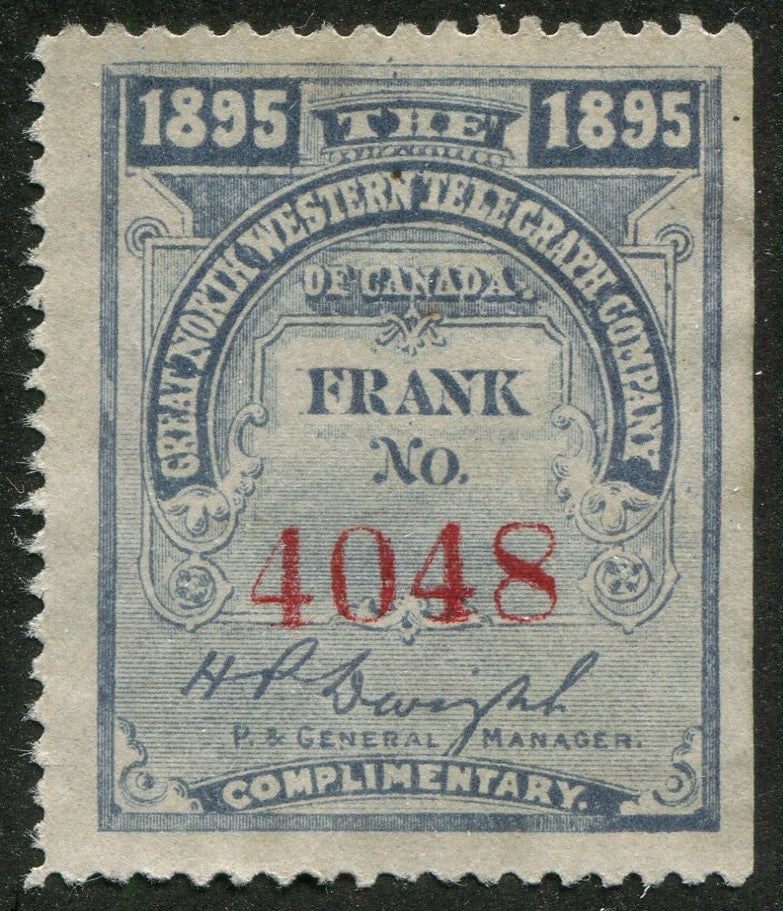 1895 THE 1895
GREAT NORTH WESTERN TELEGRAPH COMPANY
OF CANADA.
FRANK
No.
4048
H P Dwight
P. & GENERAL MANAGER.
COMPLIMENTARY.